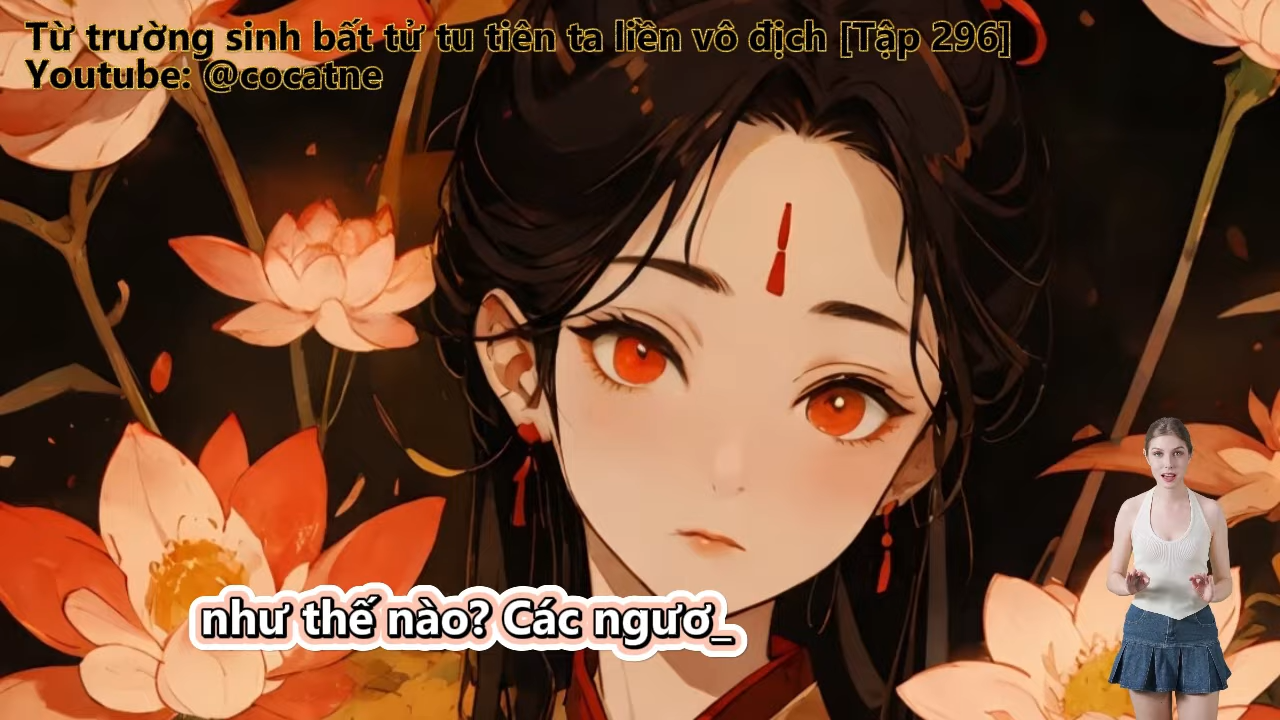 Từ trường sinh bất tử tu tiên ta liền vô địch [Tập 296]
Youtube: @cocatne
như thế nào? Các ngươ_